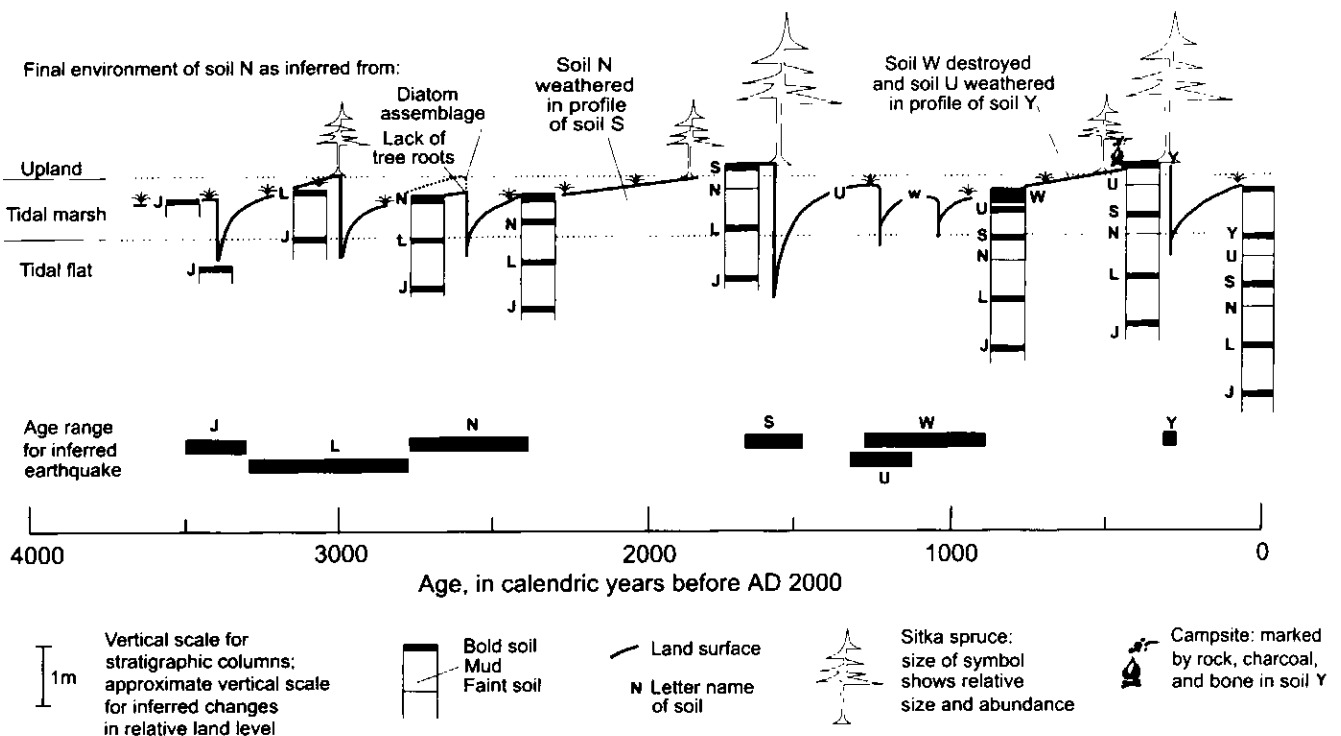 Final environment of soil N as inferred from:
Diatom
assemblage
Lack of
tree roots
Soil N
weathered
in profile
of soil S
Soil W destroyed
and soil U weathered
in profile of soil Y
Upland
Tidal marsh
Tidal flat
J
J
L
J
N
L
J
N
L
J
S
N
L
J
U
w
W
U
S
N
L
J
Y
U
S
N
L
J
Y
U
S
N
L
J
Age range
for inferred
earthquake
J
L
N
S
W
U
Y
4000 3000 2000 1000 0
Age, in calendric years before AD 2000
1m
Vertical scale for
stratigraphic columns;
approximate vertical scale
for inferred changes
in relative land level
Bold soil
Mud
Faint soil
Land surface
N Letter name
of soil
Sitka spruce:
size of symbol
shows relative
size and abundance
Campsite: marked
by rock, charcoal,
and bone in soil Y